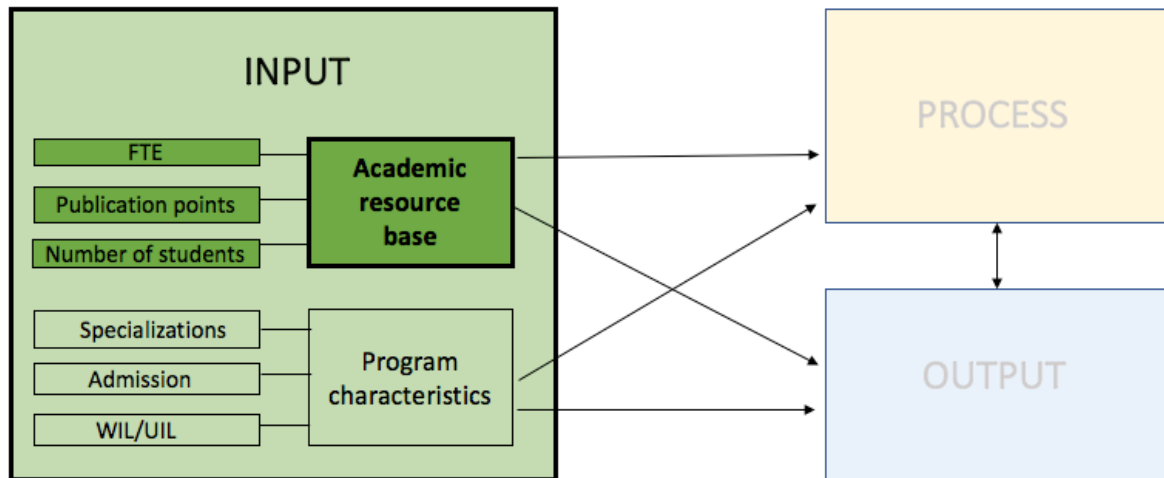 INPUT
FTE
Publication points
Number of students
Academic
resource
base
Specializations
Admission
WIL/UIL
Program
characteristics
PROCESS
OUTPUT